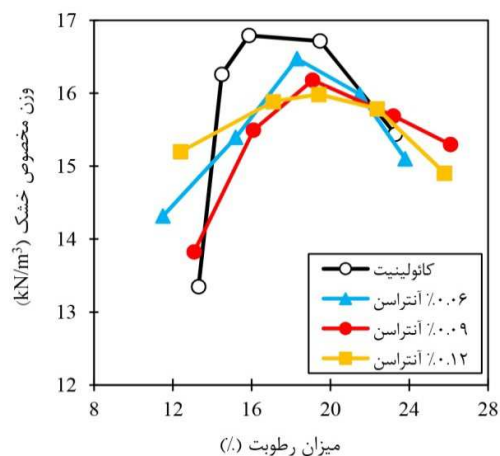 وزن مخصوص خشک
(kN/m³)
17
16
15
14
13
12
کائولینیت
۰.۰۶٪ آنتراسن
۰.۰۹٪ آنتراسن
۰.۱۲٪ آنتراسن
8 12 16 20 24 28
میزان رطوبت (٪)